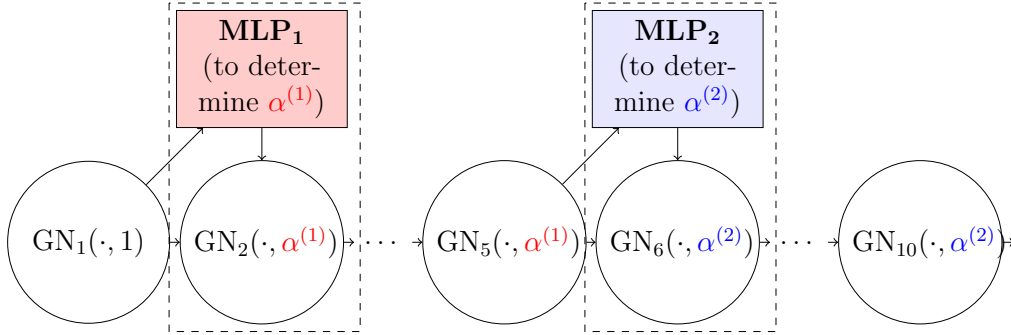 MLP₁
(to deter-
mine α⁽¹⁾)
MLP₂
(to deter-
mine α⁽²⁾)
GN₁(·, 1)
GN₂(·, α⁽¹⁾)
· · ·
GN₅(·, α⁽¹⁾)
GN₆(·, α⁽²⁾)
· · ·
GN₁₀(·, α⁽²⁾)